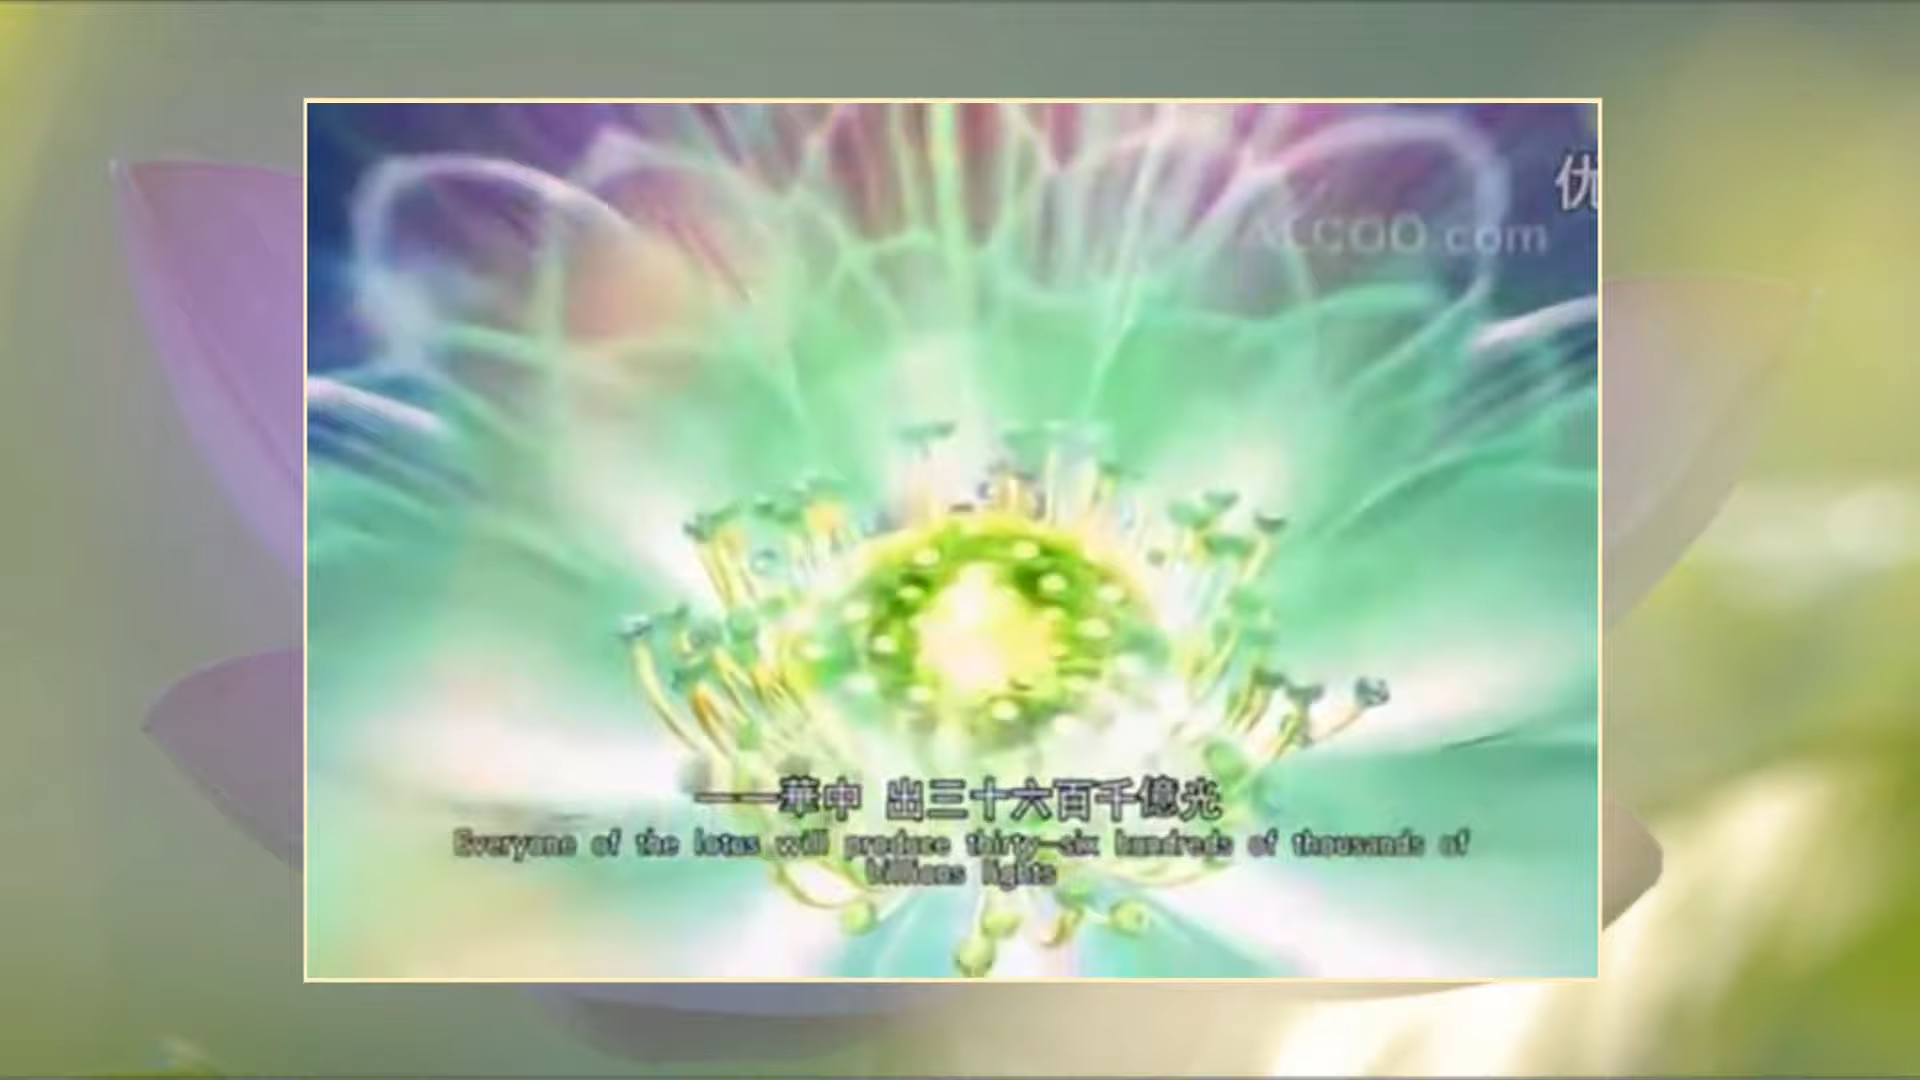 优
ALCOO.com
一一華中 出三十六百千億光
Everyone of the lotus will produce thirty-six hundreds of thousands of
billions lights